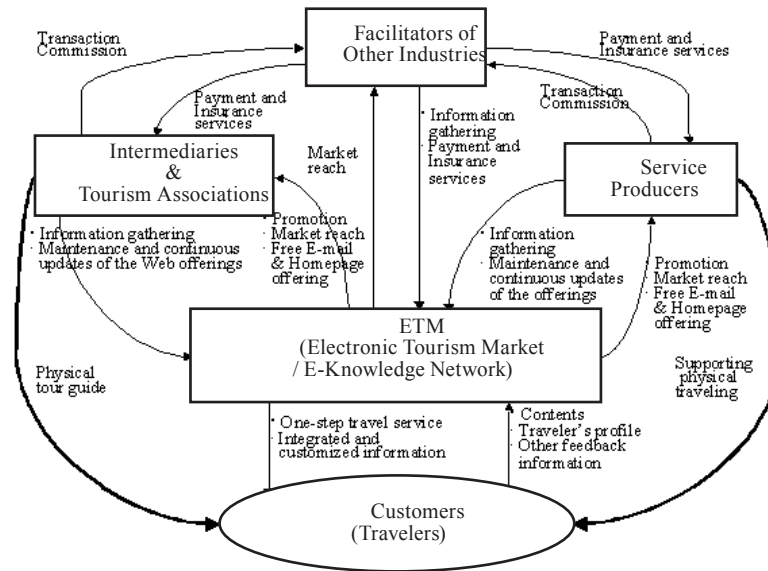 Facilitators of
Other Industries
Transaction
Commission
Payment and
Insurance services
Payment and
Insurance
services
Transaction
Commission
· Information
gathering
· Payment and
Insurance
services
Market
reach
Intermediaries
&
Tourism Associations
Service
Producers
· Information gathering
· Maintenance and continuous
updates of the Web offerings
· Promotion
· Market reach
· Free E-mail
& Homepage
offering
· Information
gathering
· Maintenance and
continuous updates
of the offerings
· Promotion
· Market reach
· Free E-mail
& Homepage
offering
ETM
(Electronic Tourism Market
/ E-Knowledge Network)
Physical
tour guide
Supporting
physical
traveling
· One-step travel service
· Integrated and
customized information
· Contents
· Traveler's profile
· Other feedback
information
Customers
(Travelers)